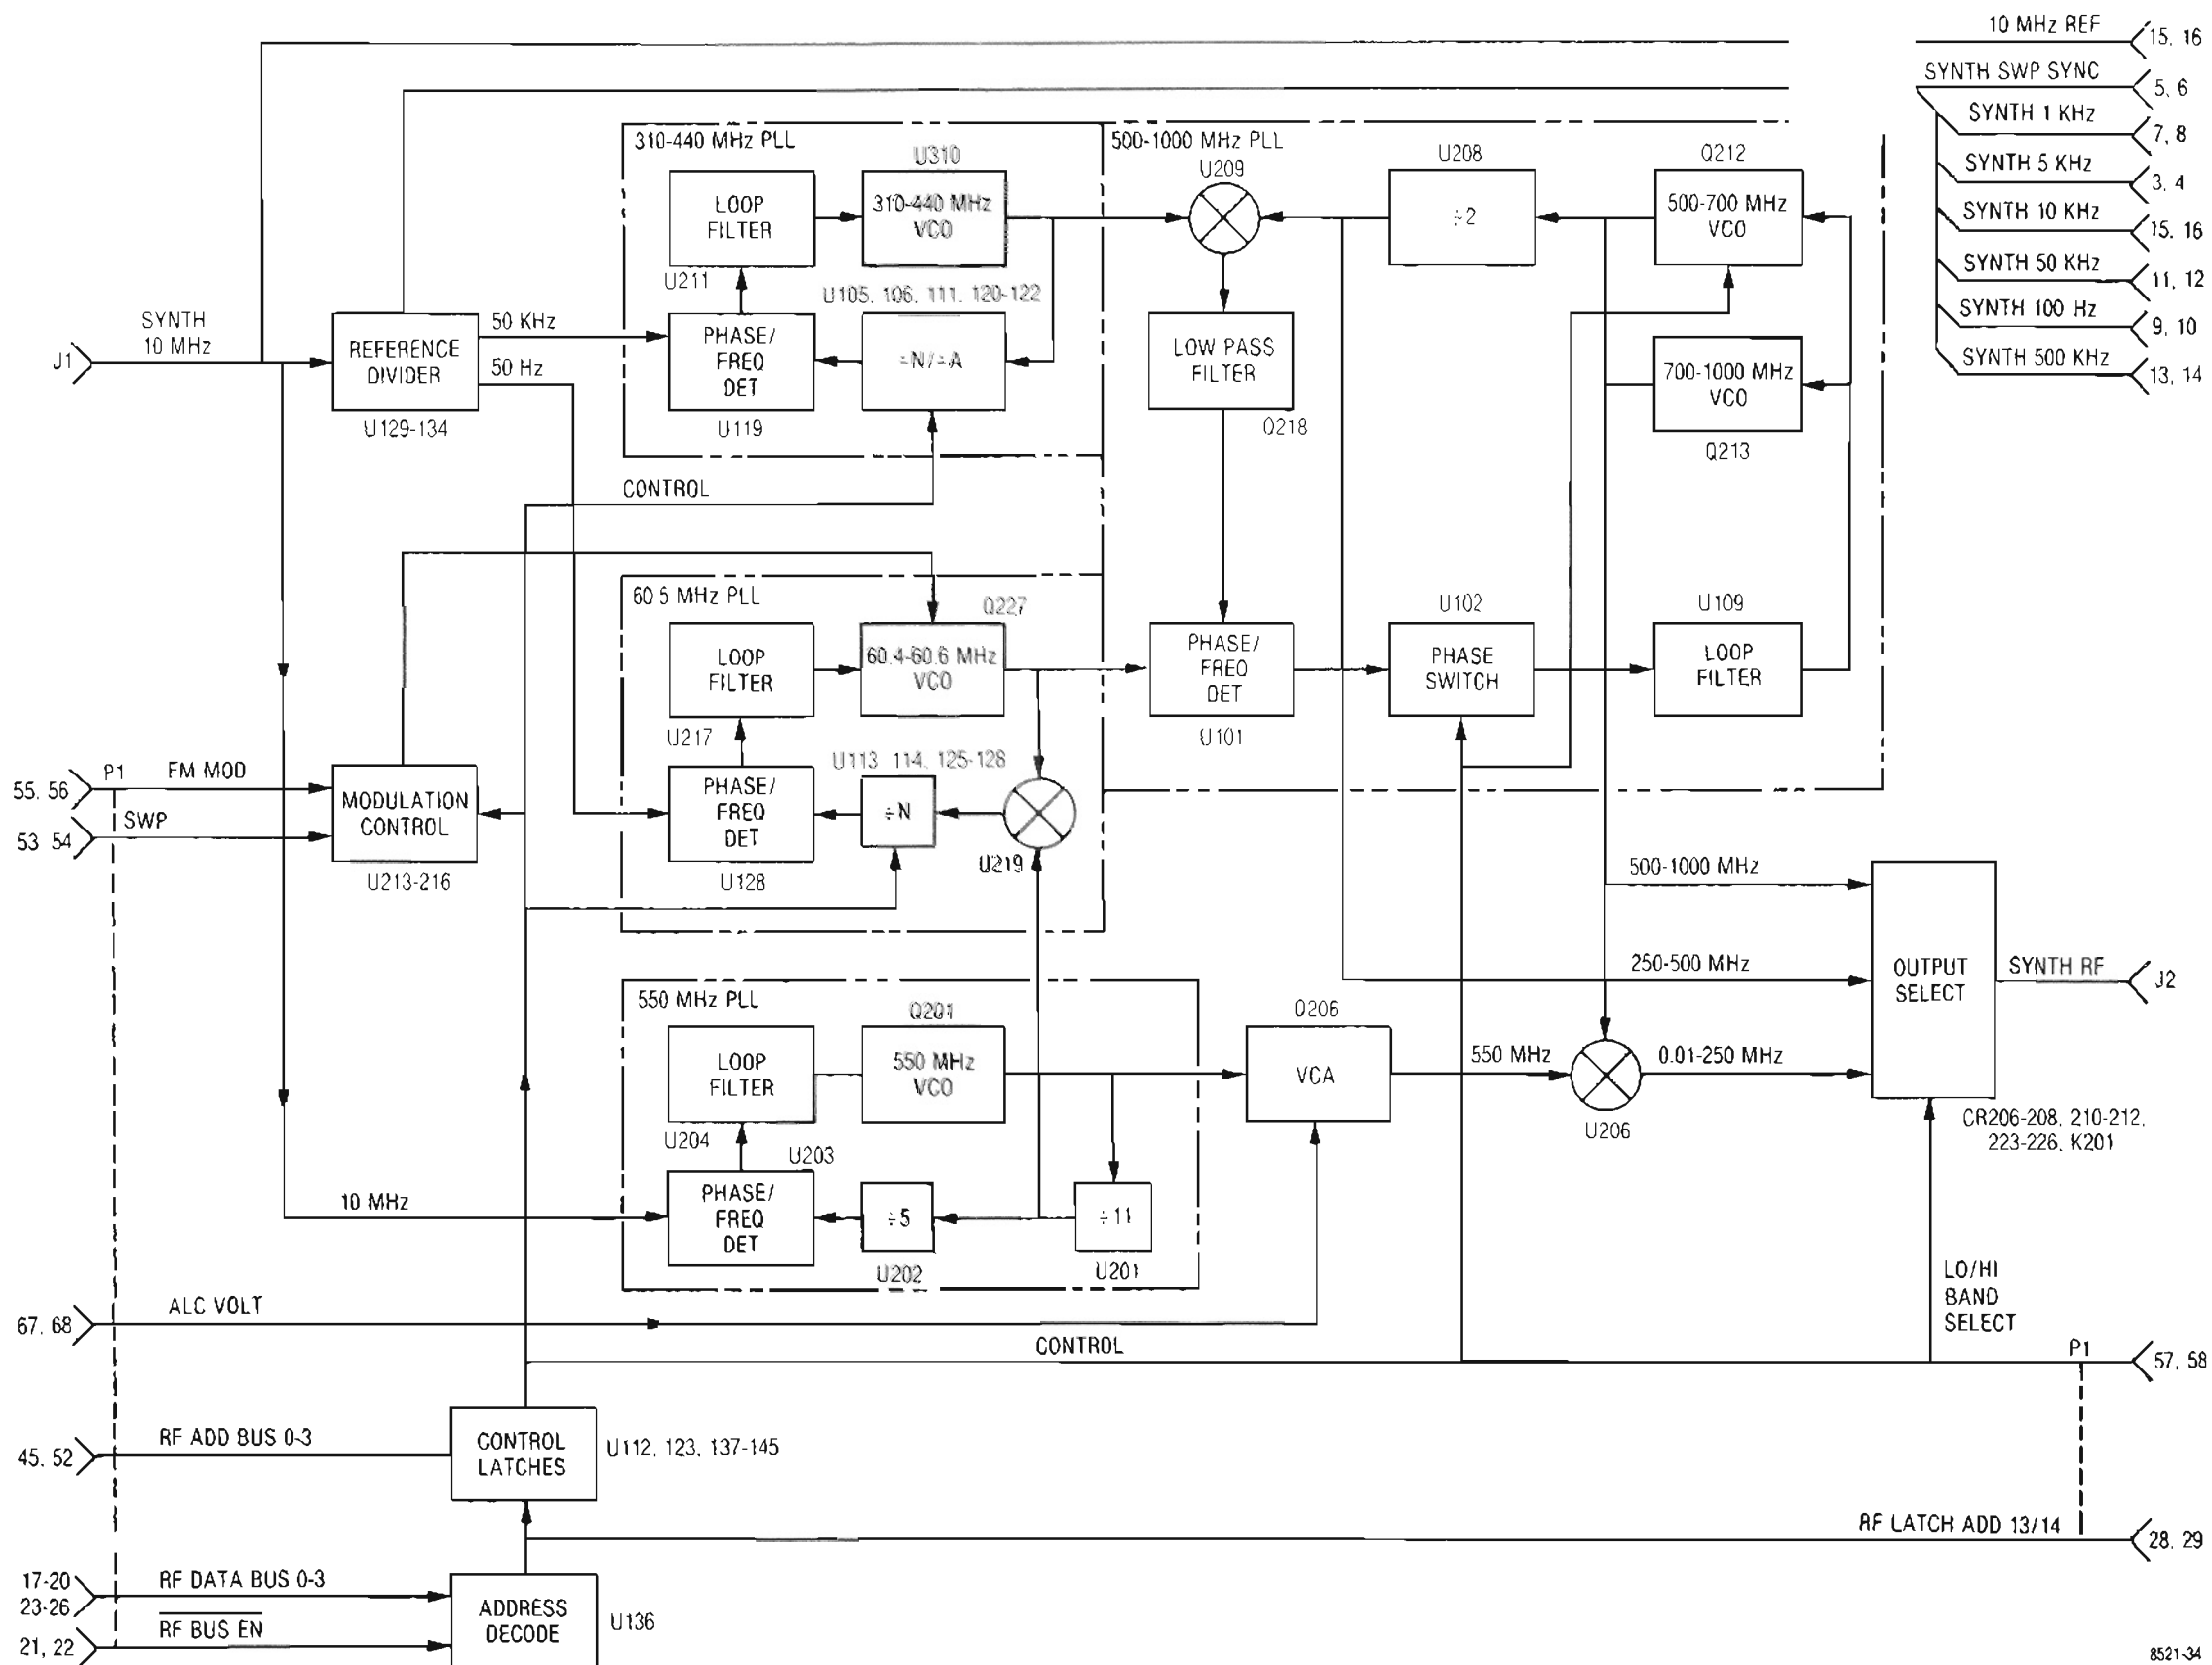 10 MHz REF
15, 16
SYNTH SWP SYNC
5, 6
SYNTH 1 KHz
7, 8
SYNTH 5 KHz
3, 4
SYNTH 10 KHz
15, 16
SYNTH 50 KHz
11, 12
SYNTH 100 Hz
9, 10
SYNTH 500 KHz
13, 14
310-440 MHz PLL
500-1000 MHz PLL
U310
U209
U208
Q212
LOOP
FILTER
310-440 MHz
VCO
÷2
500-700 MHz
VCO
U211
U105, 106, 111, 120-122
SYNTH
10 MHz
J1
REFERENCE
DIVIDER
U129-134
50 KHz
50 Hz
PHASE/
FREQ
DET
U119
÷N/÷A
LOW PASS
FILTER
Q218
700-1000 MHz
VCO
Q213
CONTROL
60.5 MHz PLL
Q227
U102
U109
LOOP
FILTER
60.4-60.6 MHz
VCO
PHASE/
FREQ
DET
U101
PHASE
SWITCH
LOOP
FILTER
U217
U113, 114, 125-128
55, 56
P1
FM MOD
53, 54
SWP
MODULATION
CONTROL
U213-216
PHASE/
FREQ
DET
U128
÷N
U219
500-1000 MHz
250-500 MHz
OUTPUT
SELECT
SYNTH RF
J2
550 MHz PLL
Q201
Q206
LOOP
FILTER
550 MHz
VCO
VCA
550 MHz
0.01-250 MHz
U204
U203
U206
CR206-208, 210-212,
223-226, K201
10 MHz
PHASE/
FREQ
DET
÷5
U202
÷11
U201
LO/HI
BAND
SELECT
67, 68
ALC VOLT
CONTROL
P1
57, 58
45, 52
RF ADD BUS 0-3
CONTROL
LATCHES
U112, 123, 137-145
RF LATCH ADD 13/14
28, 29
17-20
23-26
RF DATA BUS 0-3
ADDRESS
DECODE
U136
21, 22
RF BUS EN
8521-34